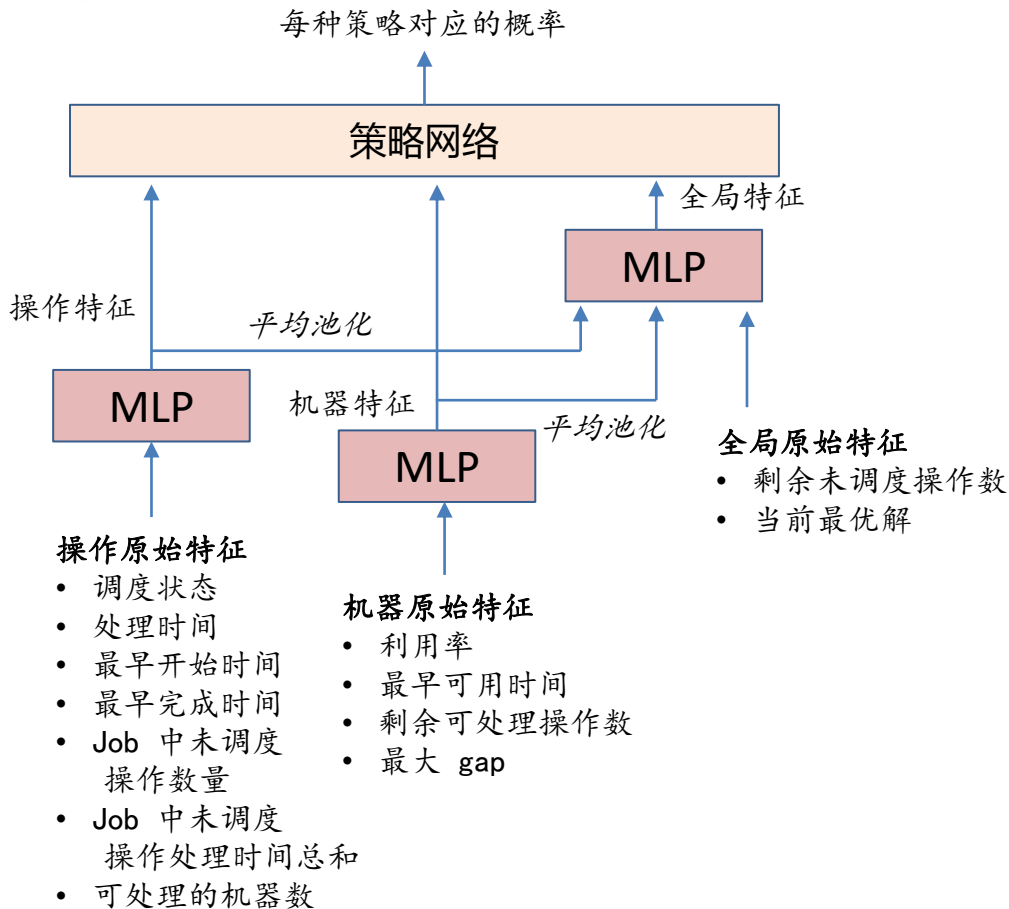 每种策略对应的概率
策略网络
全局特征
MLP
操作特征
平均池化
MLP
机器特征
平均池化
MLP
全局原始特征
• 剩余未调度操作数
• 当前最优解
操作原始特征
• 调度状态
• 处理时间
• 最早开始时间
• 最早完成时间
• Job 中未调度
操作数量
• Job 中未调度
操作处理时间总和
• 可处理的机器数
机器原始特征
• 利用率
• 最早可用时间
• 剩余可处理操作数
• 最大 gap